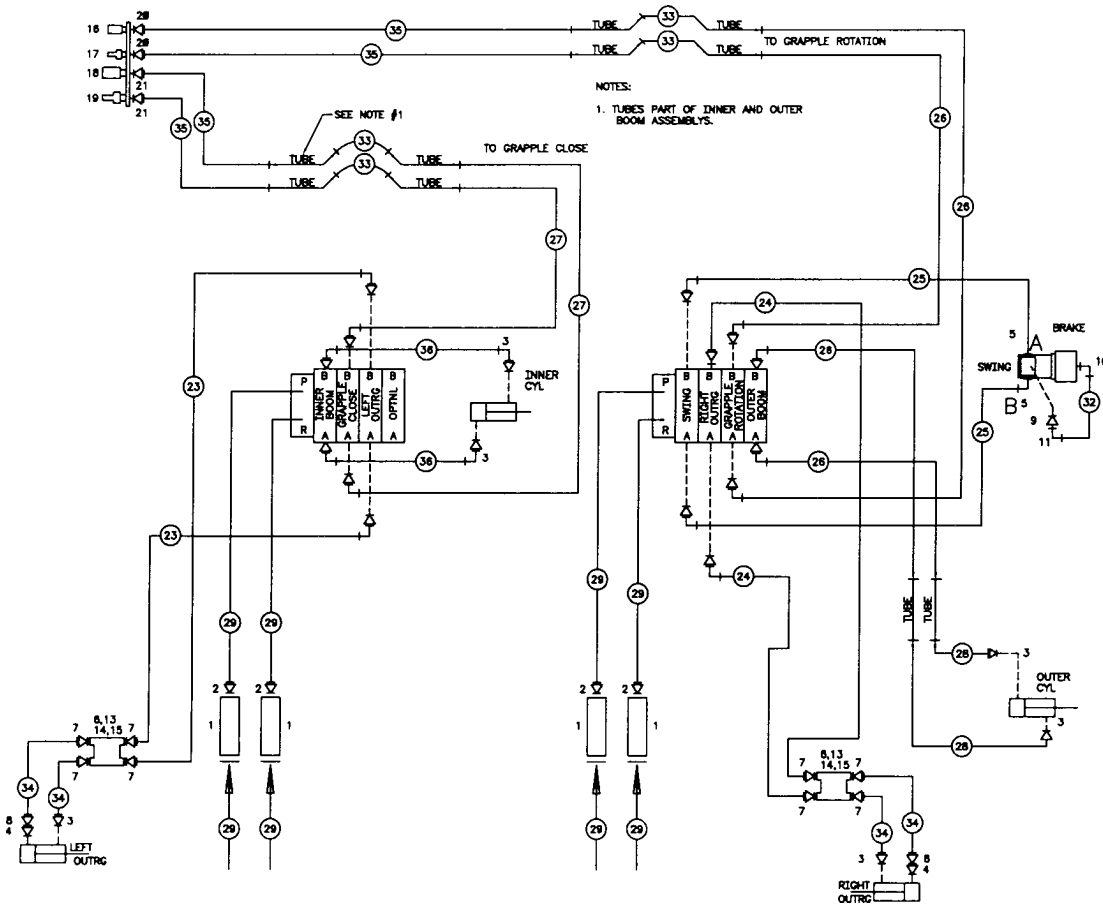 16
20
35
TUBE
33
TUBE
17
20
35
TUBE
33
TUBE
TO GRAPPLE ROTATION
18
21
19
21
NOTES:
1. TUBES PART OF INNER AND OUTER
BOOM ASSEMBLYS.
35
35
SEE NOTE #1
TUBE
33
TUBE
TO GRAPPLE CLOSE
TUBE
33
TUBE
26
26
27
27
23
23
36
3
INNER
CYL
P
R
B
INNER
BOOM
A
B
GRAPPLE
CLOSE
A
B
LEFT
OUTRG
A
OPTNL
B
A
36
3
25
24
26
P
R
B
SWING
A
B
RIGHT
OUTRG
A
B
GRAPPLE
ROTATION
A
B
OUTER
BOOM
A
26
5
A
BRAKE
SWING
B
5
9
11
10
32
25
24
29
29
29
29
TUBE
TUBE
28
3
OUTER
CYL
3
28
2
2
1
1
2
2
1
1
7
6,13
14,15
7
7
7
34
34
8
4
3
LEFT
OUTRG
29
29
29
29
7
6,13
14,15
7
7
7
34
34
3
8
4
RIGHT
OUTRG